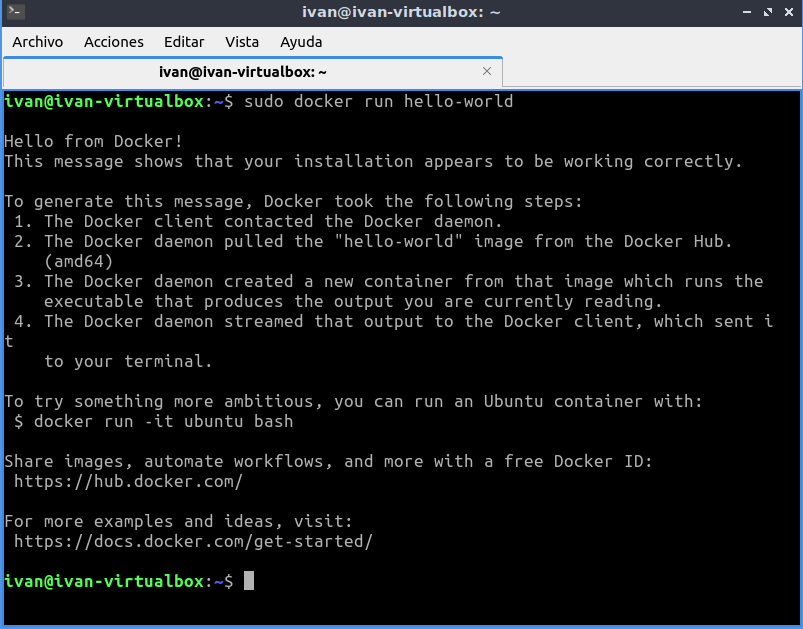 ivan@ivan-virtualbox: ~
Archivo Acciones Editar Vista Ayuda
ivan@ivan-virtualbox: ~
ivan@ivan-virtualbox:~$ sudo docker run hello-world
Hello from Docker!
This message shows that your installation appears to be working correctly.
To generate this message, Docker took the following steps:
1. The Docker client contacted the Docker daemon.
2. The Docker daemon pulled the "hello-world" image from the Docker Hub.
(amd64)
3. The Docker daemon created a new container from that image which runs the
executable that produces the output you are currently reading.
4. The Docker daemon streamed that output to the Docker client, which sent i
t
to your terminal.
To try something more ambitious, you can run an Ubuntu container with:
$ docker run -it ubuntu bash
Share images, automate workflows, and more with a free Docker ID:
https://hub.docker.com/
For more examples and ideas, visit:
https://docs.docker.com/get-started/
ivan@ivan-virtualbox:~$